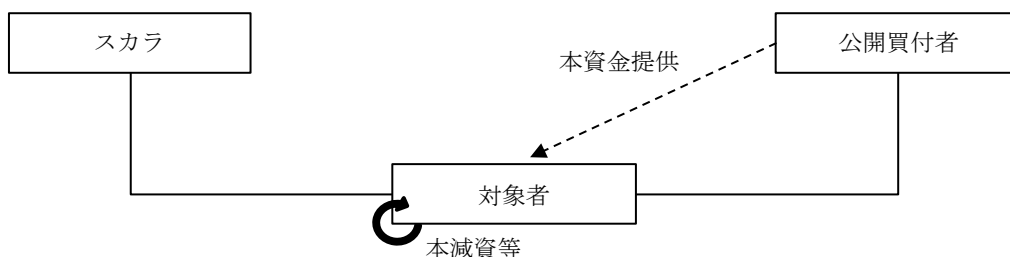 スカラ
公開買付者
本資金提供
対象者
本減資等